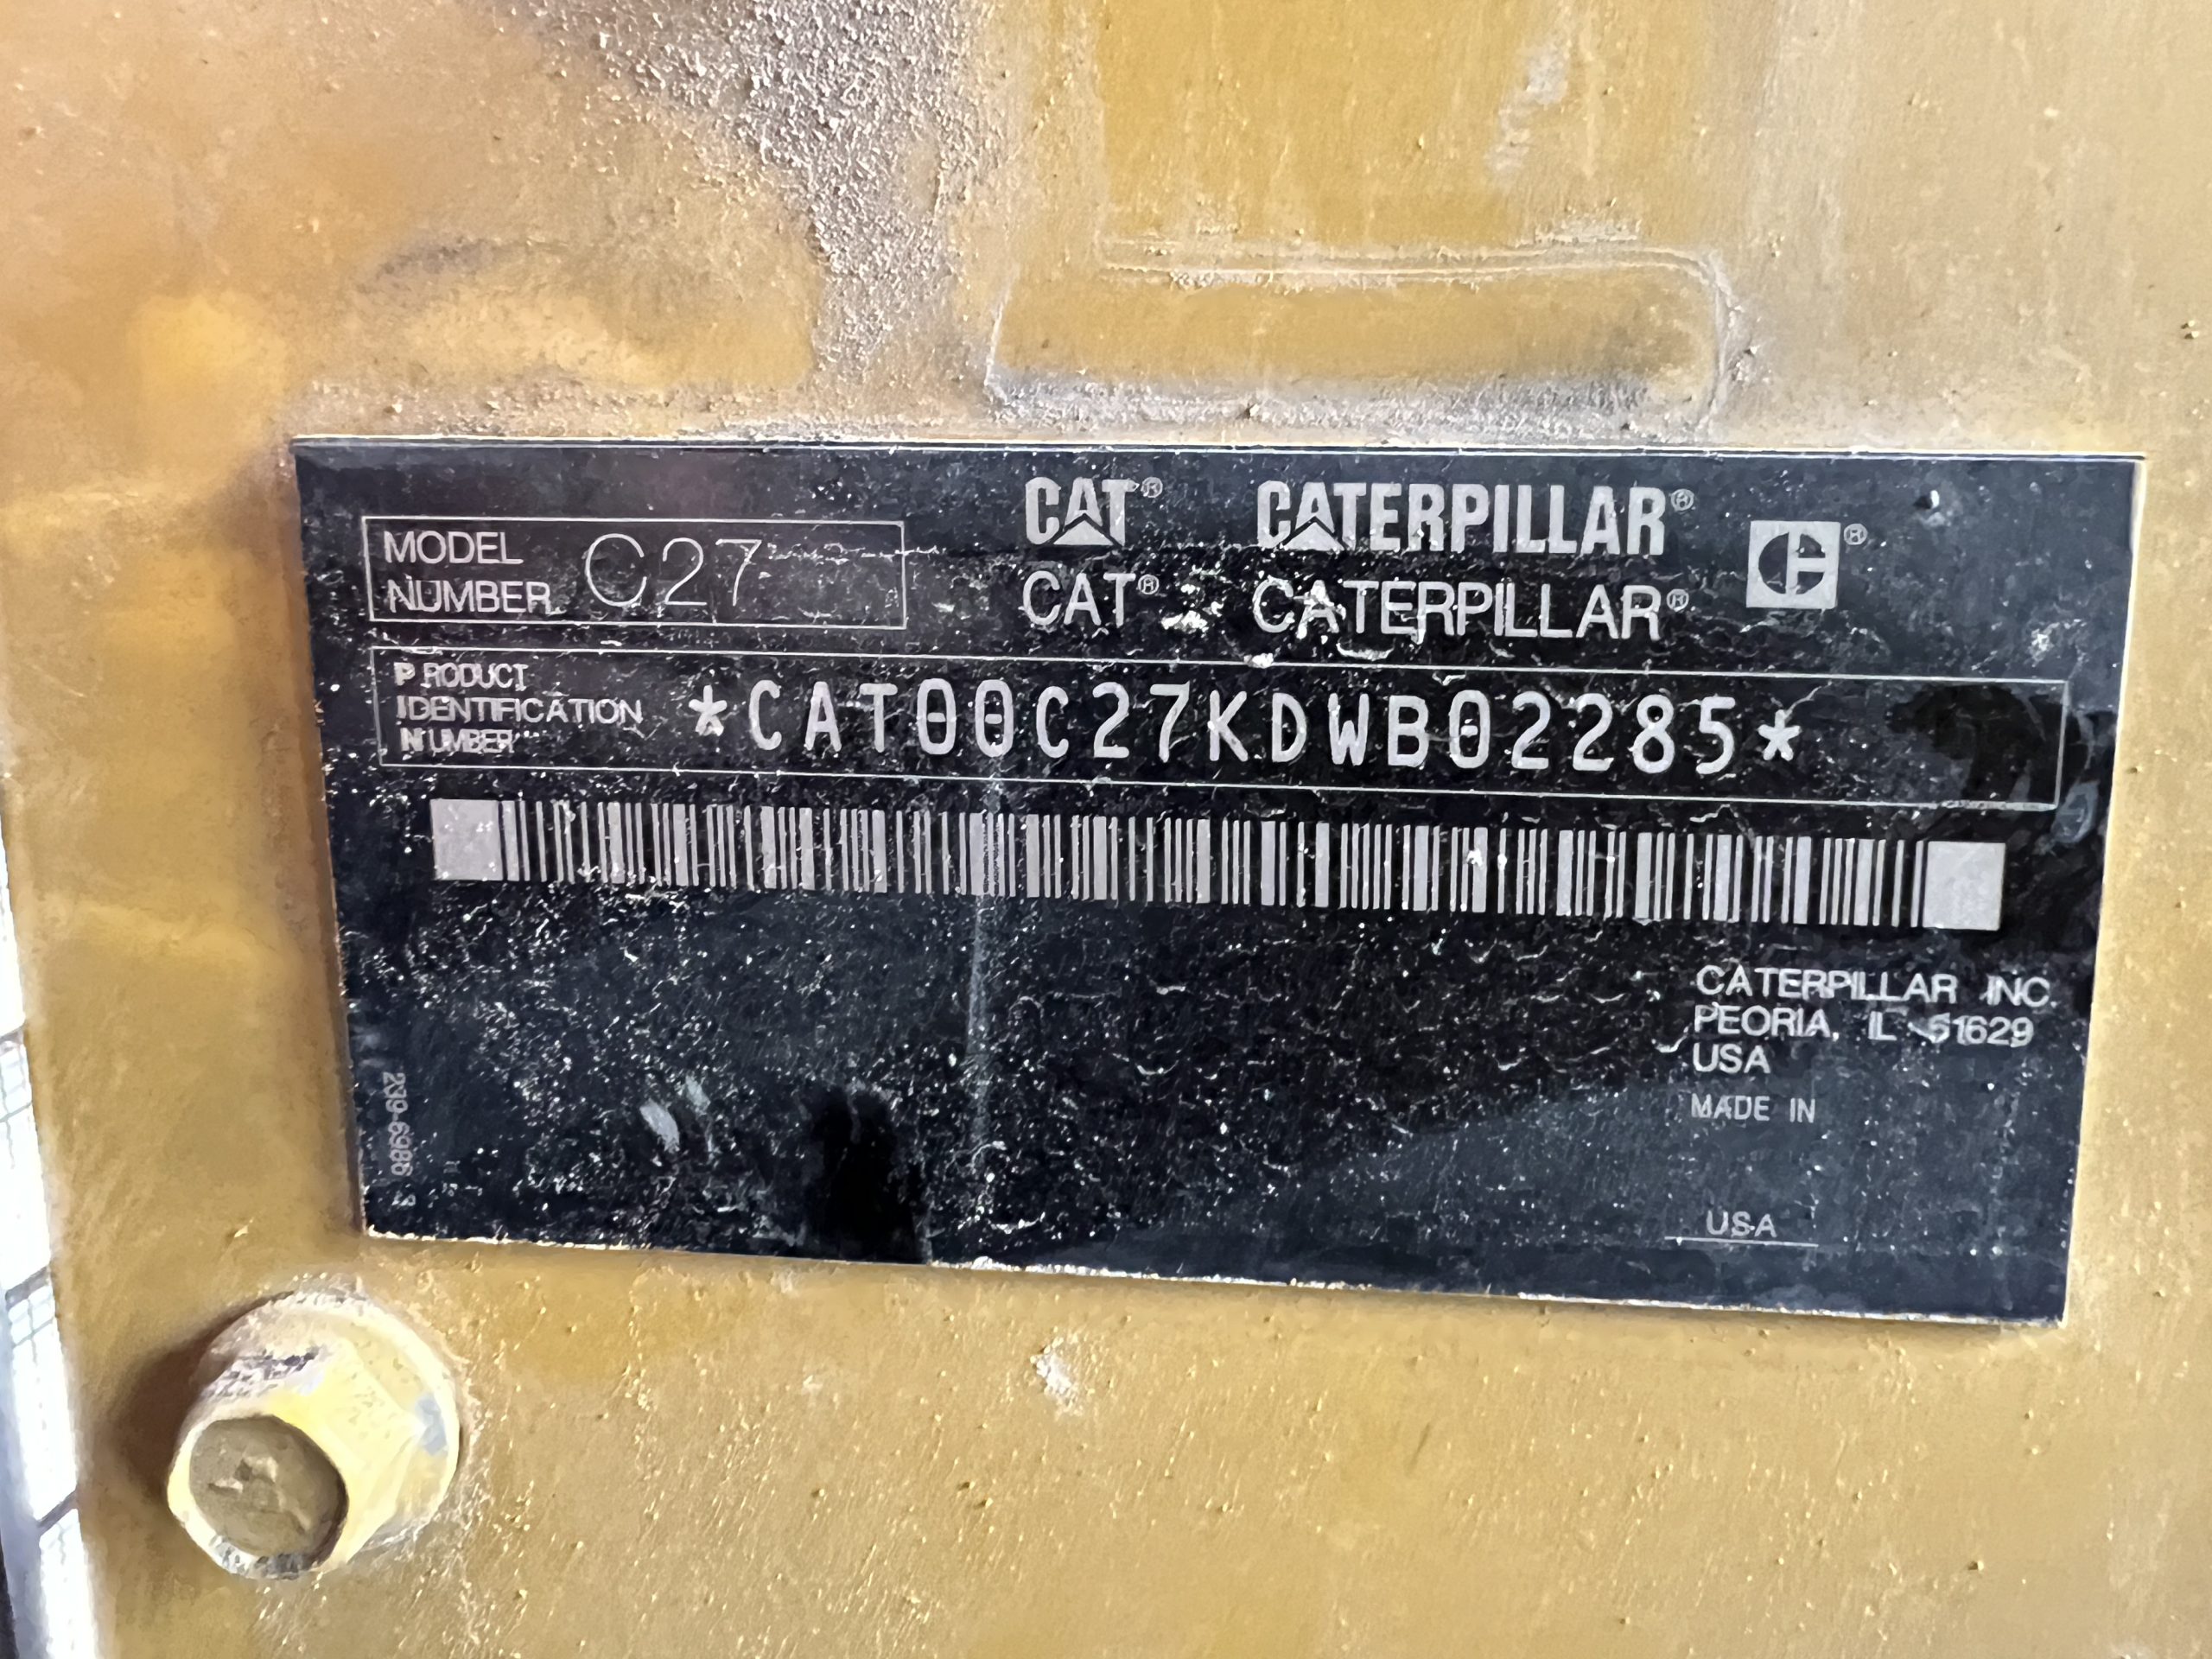 CAT® CATERPILLAR®
MODEL NUMBER C27
CAT® CATERPILLAR®
PRODUCT
IDENTIFICATION
NUMBER
*CAT00C27KDWB02285*
CATERPILLAR INC.
PEORIA, IL 61629
USA
MADE IN
USA
239-6986